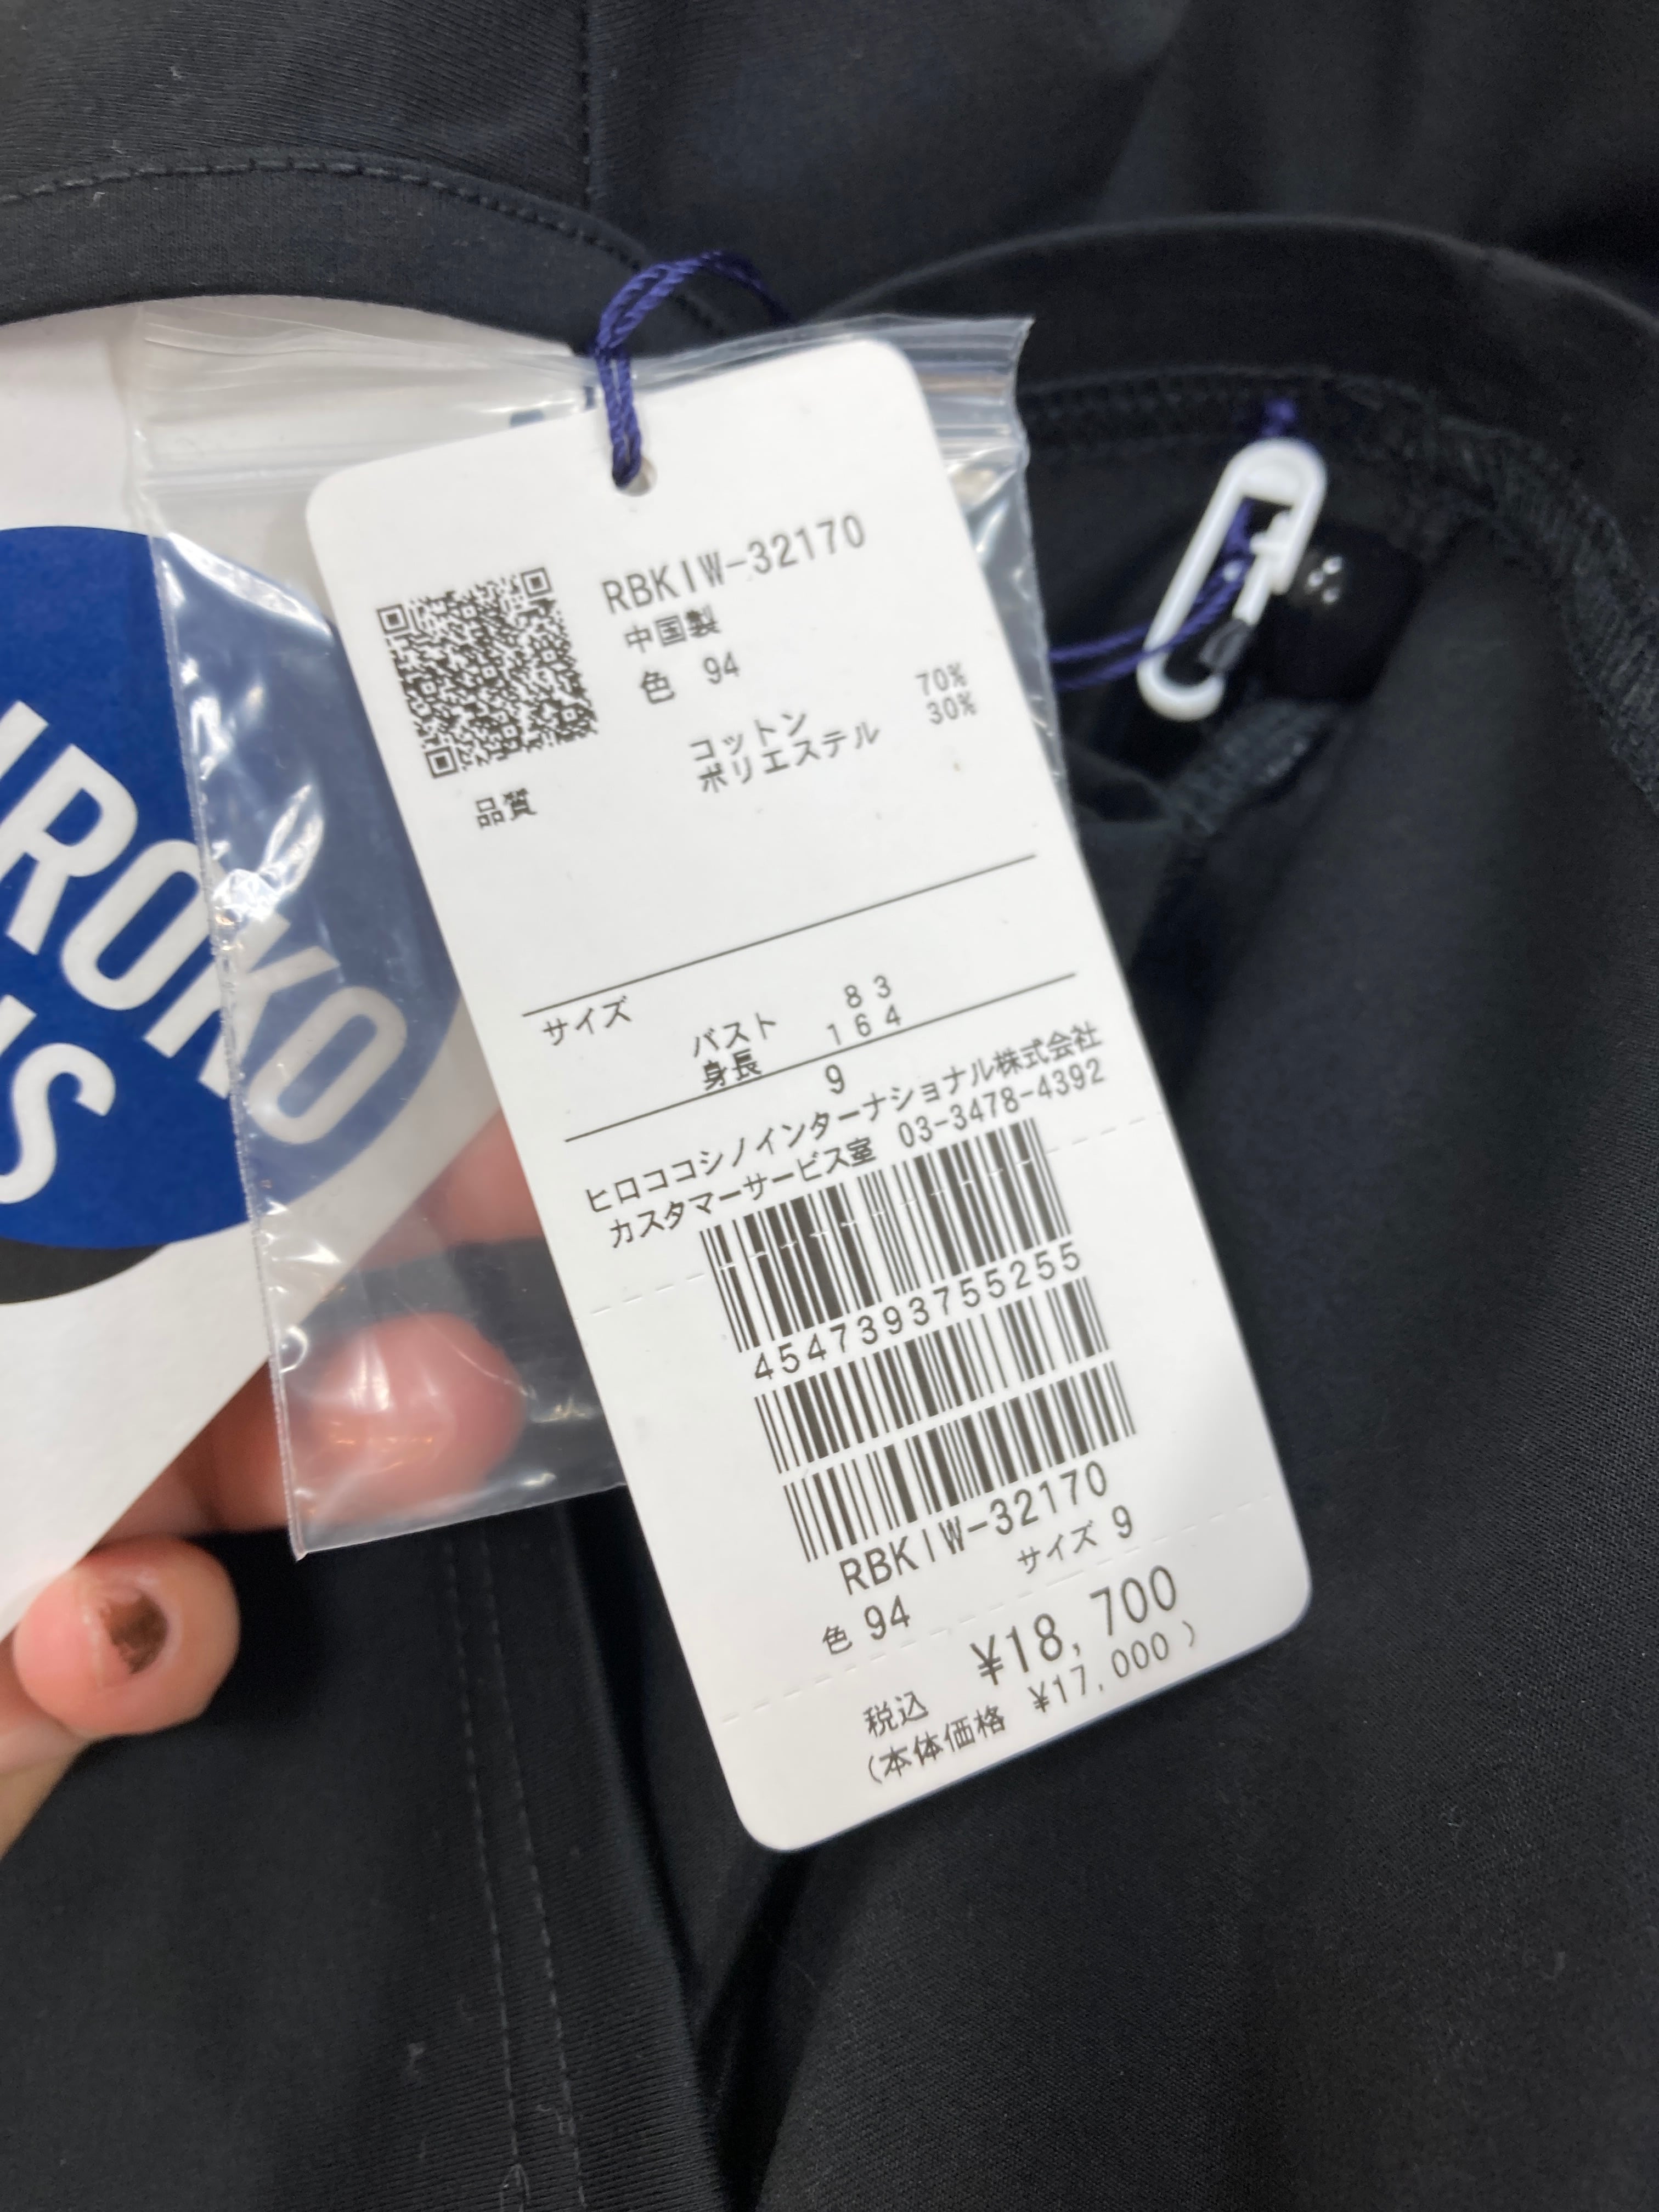 IROKO
IS
RBKIW-32170
中国製
色 94
コットン 70%
ポリエステル 30%
品質
サイズ
バスト 83
身長 164
9
ヒロココシノインターナショナル株式会社
カスタマーサービス室 03-3478-4392
4547393755255
RBKIW-32170
サイズ 9
色 94
¥18,700
税込
(本体価格 ¥17,000)